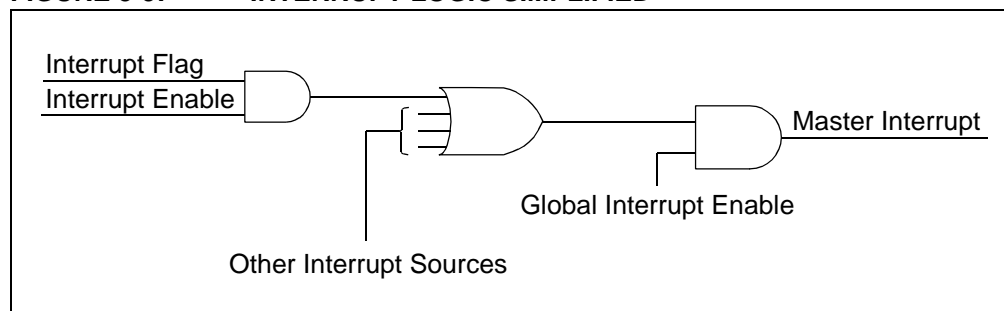 Interrupt Flag
Interrupt Enable
Master Interrupt
Global Interrupt Enable
Other Interrupt Sources